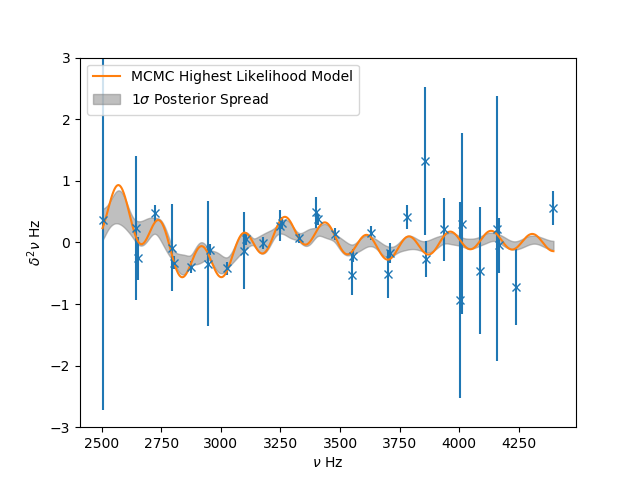 MCMC Highest Likelihood Model
1σ Posterior Spread
3
2
1
0
−1
−2
−3
δ²ν Hz
2500 2750 3000 3250 3500 3750 4000 4250
ν Hz